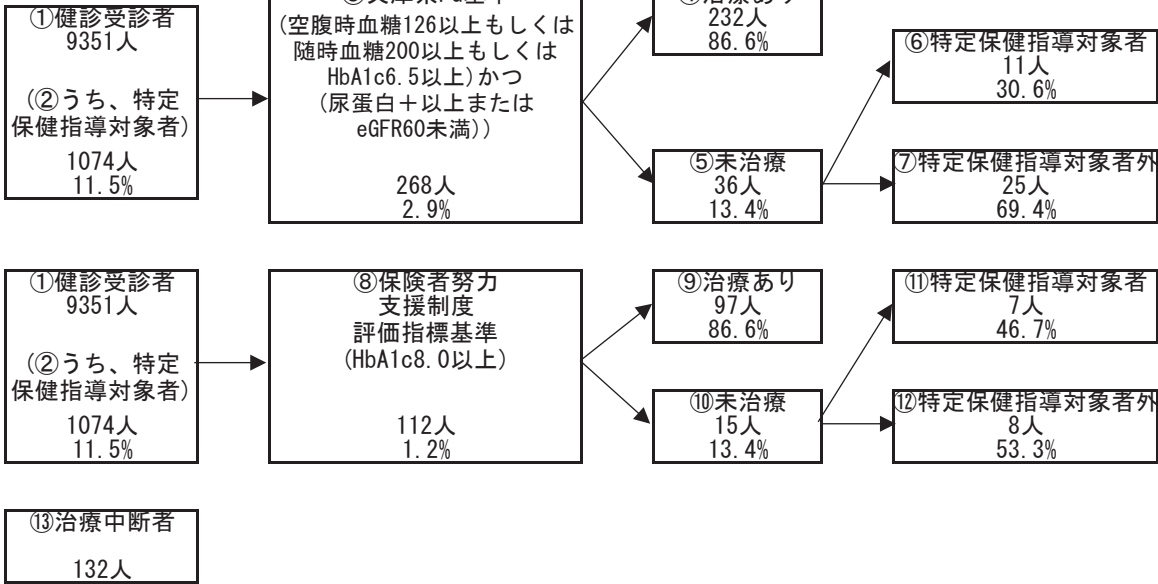 ①健診受診者
9351人
(②うち、特定
保健指導対象者)
1074人
11.5%
(空腹時血糖126以上もしくは
随時血糖200以上もしくは
HbA1c6.5以上)かつ
(尿蛋白+以上または
eGFR60未満))
268人
2.9%
④治療あり
232人
86.6%
⑤未治療
36人
13.4%
⑥特定保健指導対象者
11人
30.6%
⑦特定保健指導対象者外
25人
69.4%
①健診受診者
9351人
(②うち、特定
保健指導対象者)
1074人
11.5%
⑧保険者努力
支援制度
評価指標基準
(HbA1c8.0以上)
112人
1.2%
⑨治療あり
97人
86.6%
⑩未治療
15人
13.4%
⑪特定保健指導対象者
7人
46.7%
⑫特定保健指導対象者外
8人
53.3%
⑬治療中断者
132人